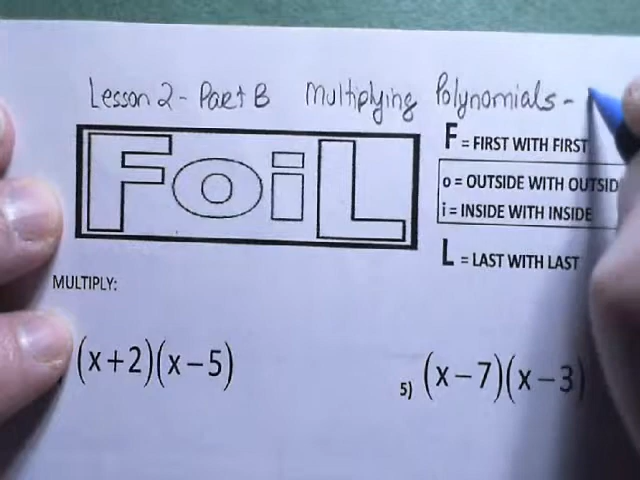 Lesson 2 - Part B Multiplying Polynomials -
FOiL
F = FIRST WITH FIRST
o = OUTSIDE WITH OUTSID
i = INSIDE WITH INSIDE
L = LAST WITH LAST
MULTIPLY:
(x+2)(x-5)
5) (x-7)(x-3)